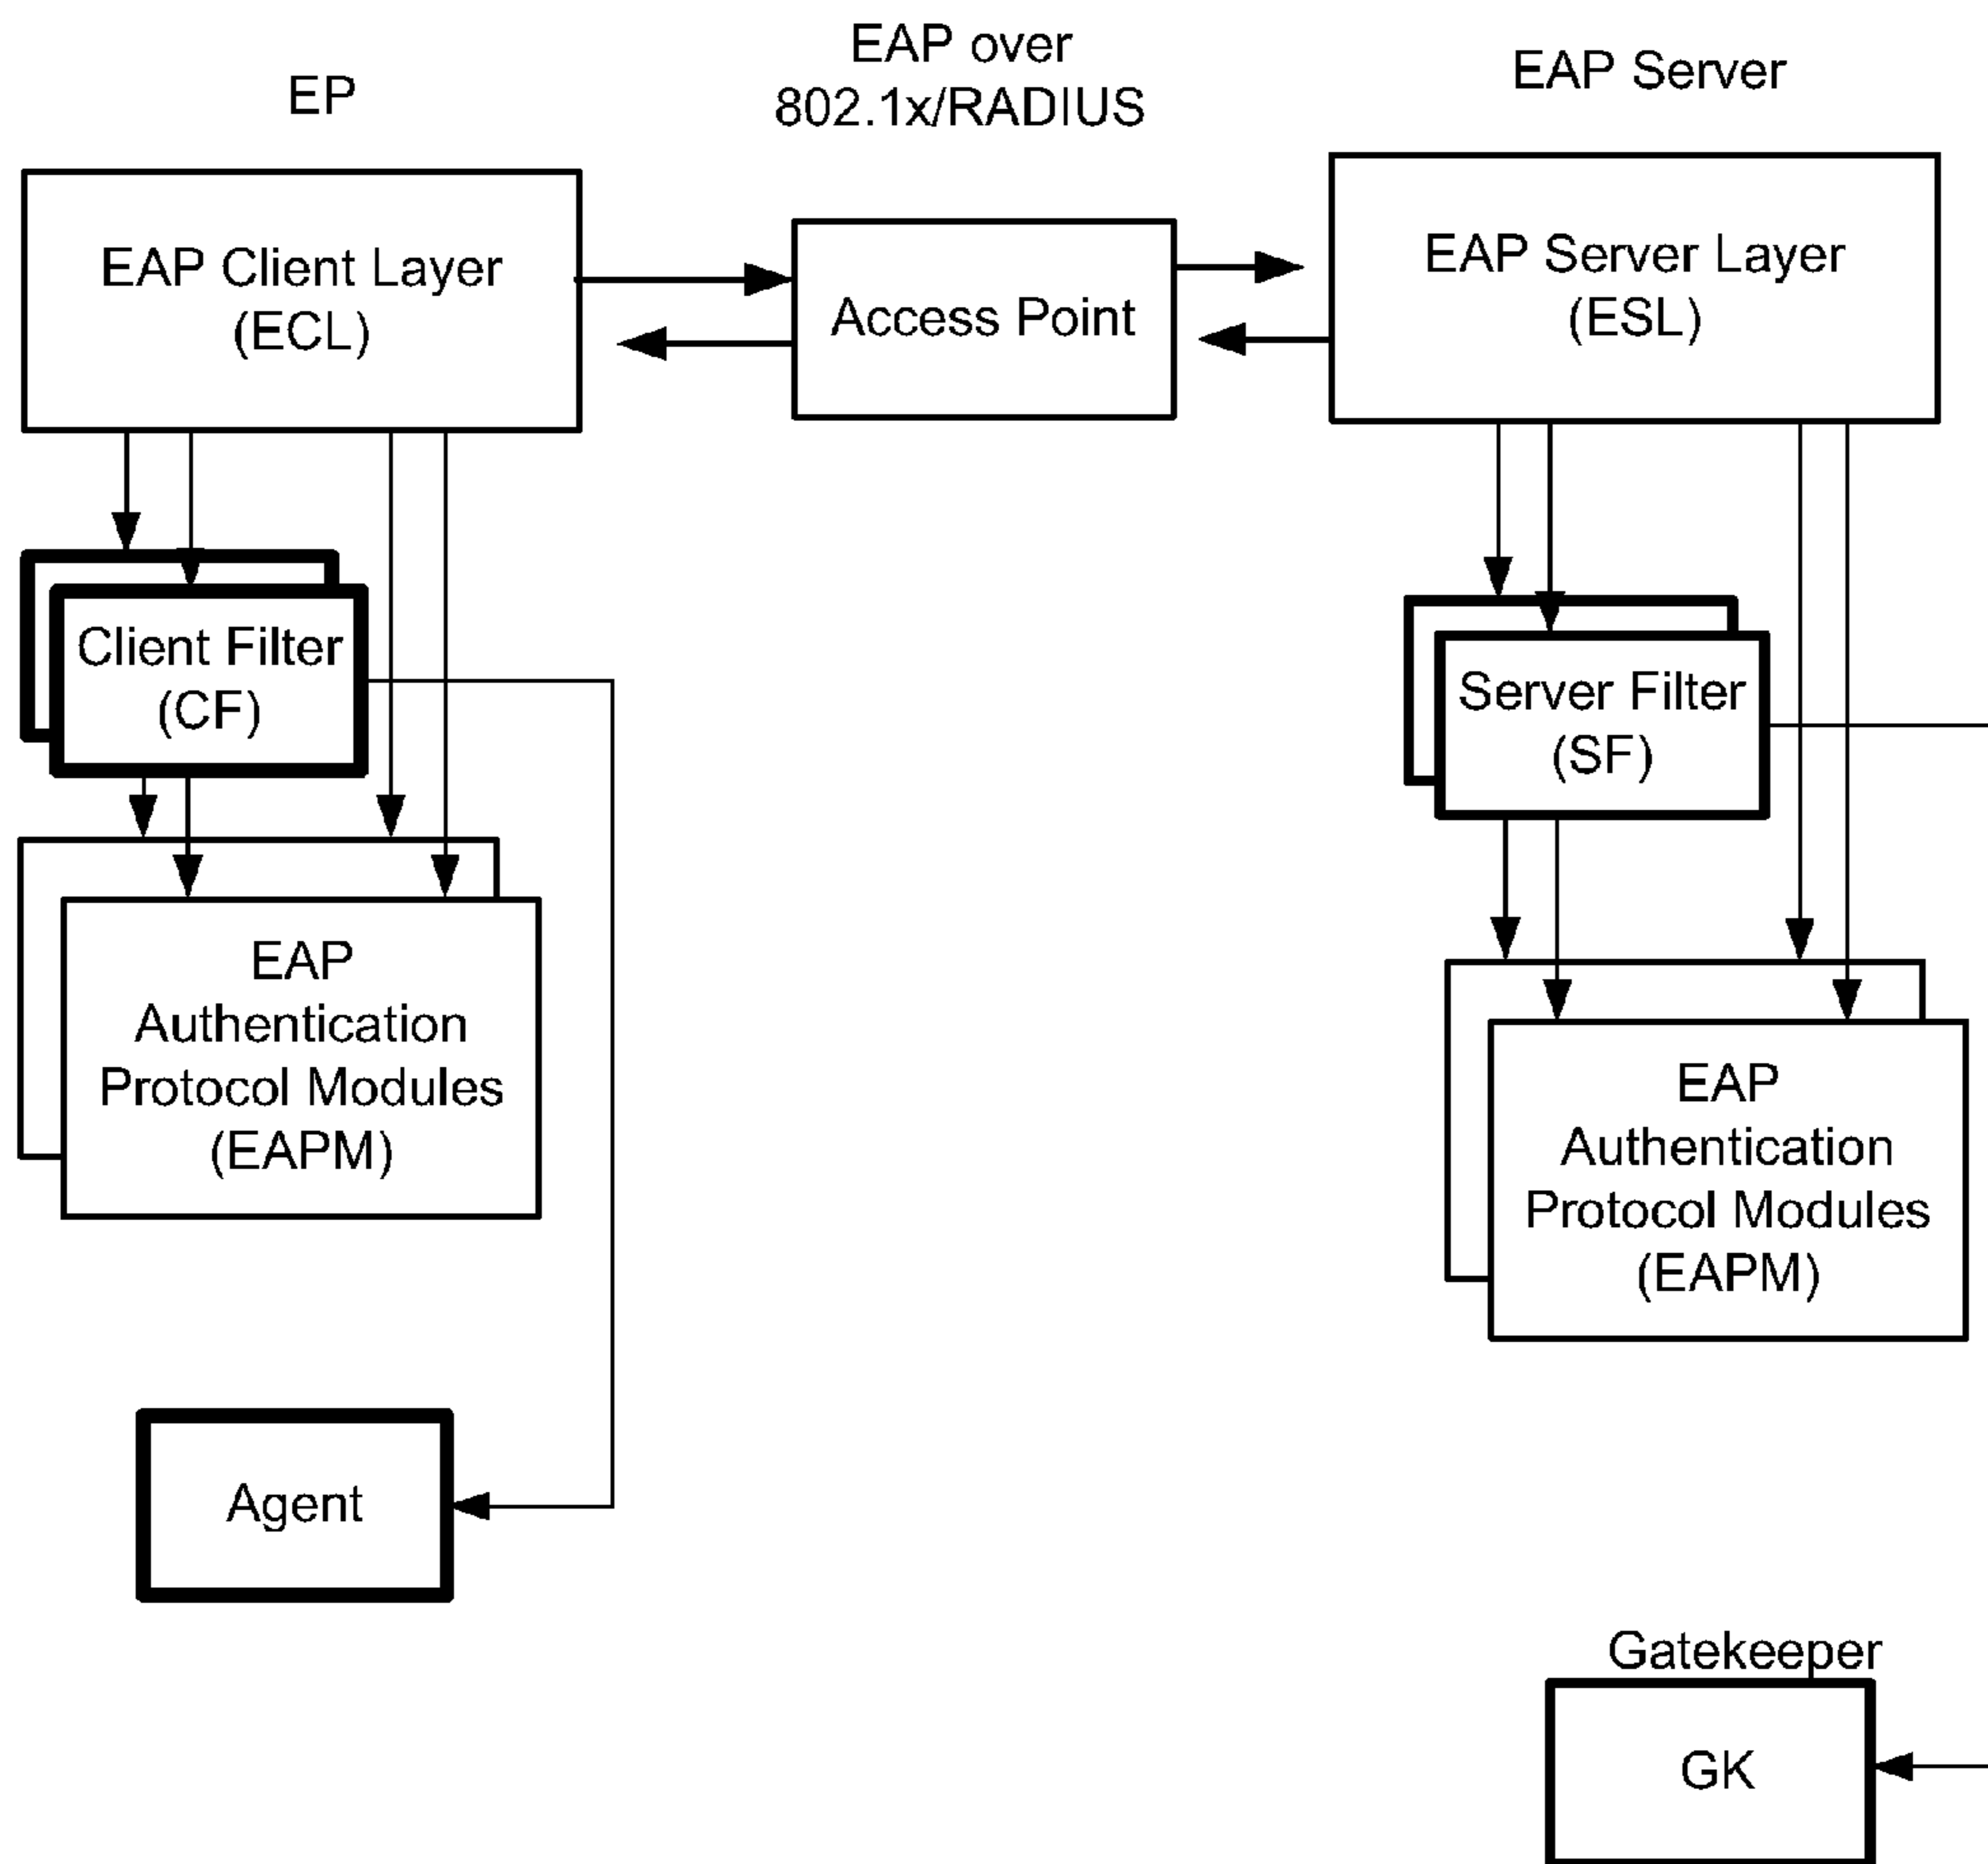 EP
EAP over
802.1x/RADIUS
EAP Server
EAP Client Layer
(ECL)
Access Point
EAP Server Layer
(ESL)
Client Filter
(CF)
Server Filter
(SF)
EAP
Authentication
Protocol Modules
(EAPM)
EAP
Authentication
Protocol Modules
(EAPM)
Agent
Gatekeeper
GK